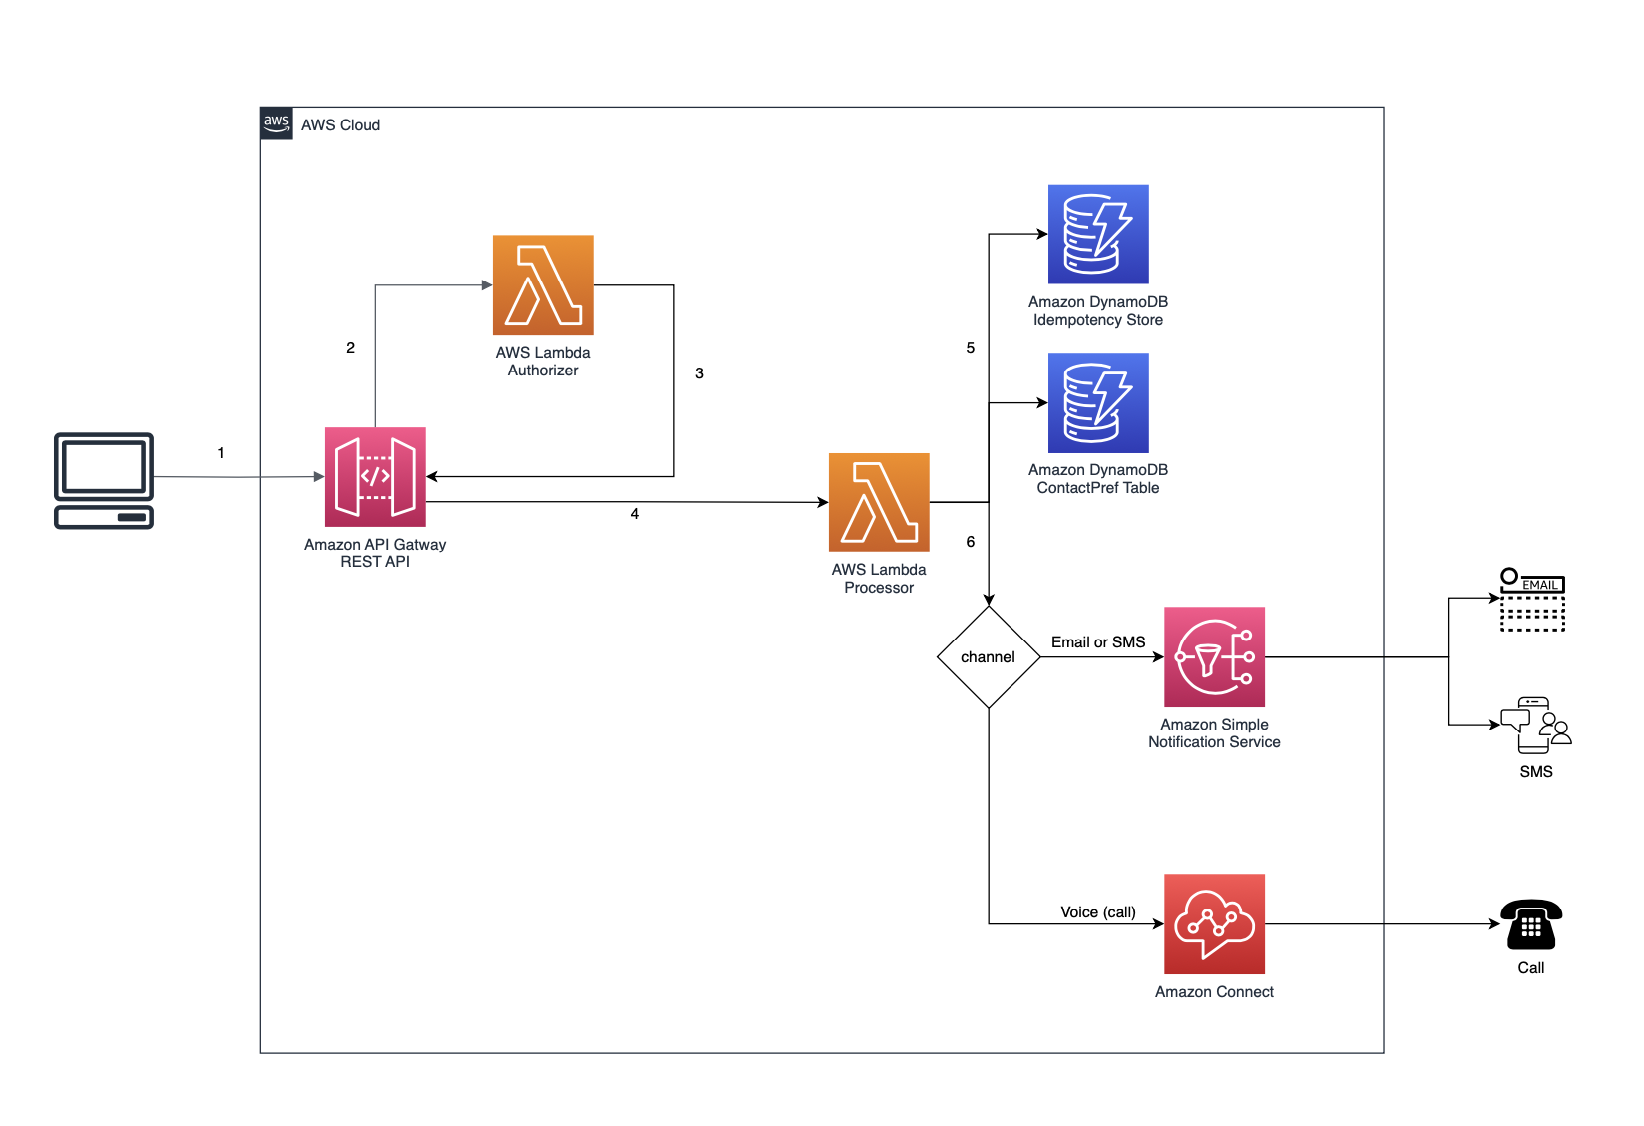 aws
AWS Cloud
AWS Lambda
Authorizer
2
3
1
</>
Amazon API Gatway
REST API
4
AWS Lambda
Processor
5
6
Amazon DynamoDB
Idempotency Store
Amazon DynamoDB
ContactPref Table
channel
Email or SMS
Amazon Simple
Notification Service
EMAIL
SMS
Voice (call)
Amazon Connect
Call